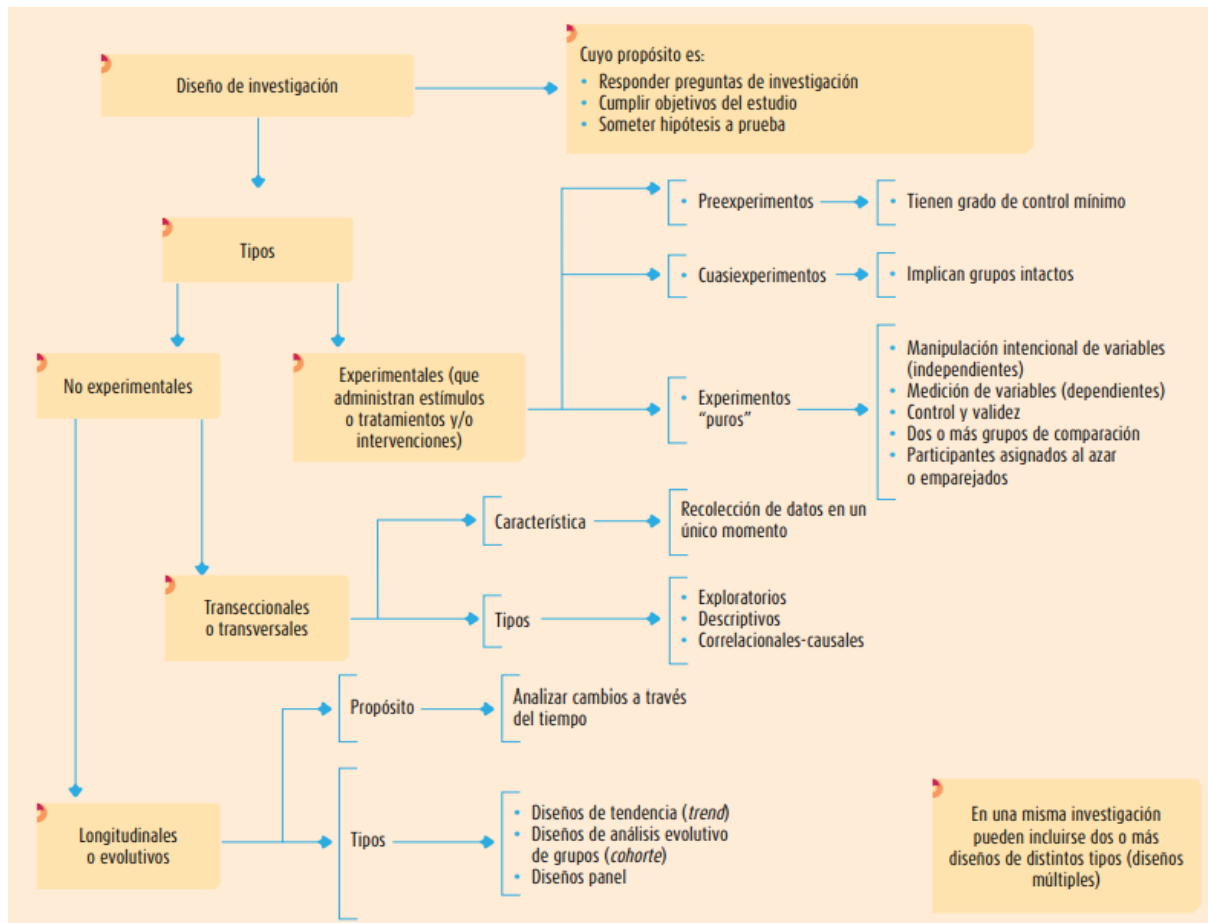 Diseño de investigación
Cuyo propósito es:
• Responder preguntas de investigación
• Cumplir objetivos del estudio
• Someter hipótesis a prueba
Tipos
No experimentales
Experimentales (que
administran estímulos
o tratamientos y/o
intervenciones)
• Preexperimentos
• Tienen grado de control mínimo
• Cuasiexperimentos
• Implican grupos intactos
• Experimentos
“puros”
• Manipulación intencional de variables
(independientes)
• Medición de variables (dependientes)
• Control y validez
• Dos o más grupos de comparación
• Participantes asignados al azar
o emparejados
Transeccionales
o transversales
Característica
Recolección de datos en un
único momento
Tipos
• Exploratorios
• Descriptivos
• Correlacionales-causales
Longitudinales
o evolutivos
Propósito
Analizar cambios a través
del tiempo
Tipos
• Diseños de tendencia (trend)
• Diseños de análisis evolutivo
de grupos (cohorte)
• Diseños panel
En una misma investigación
pueden incluirse dos o más
diseños de distintos tipos (diseños
múltiples)